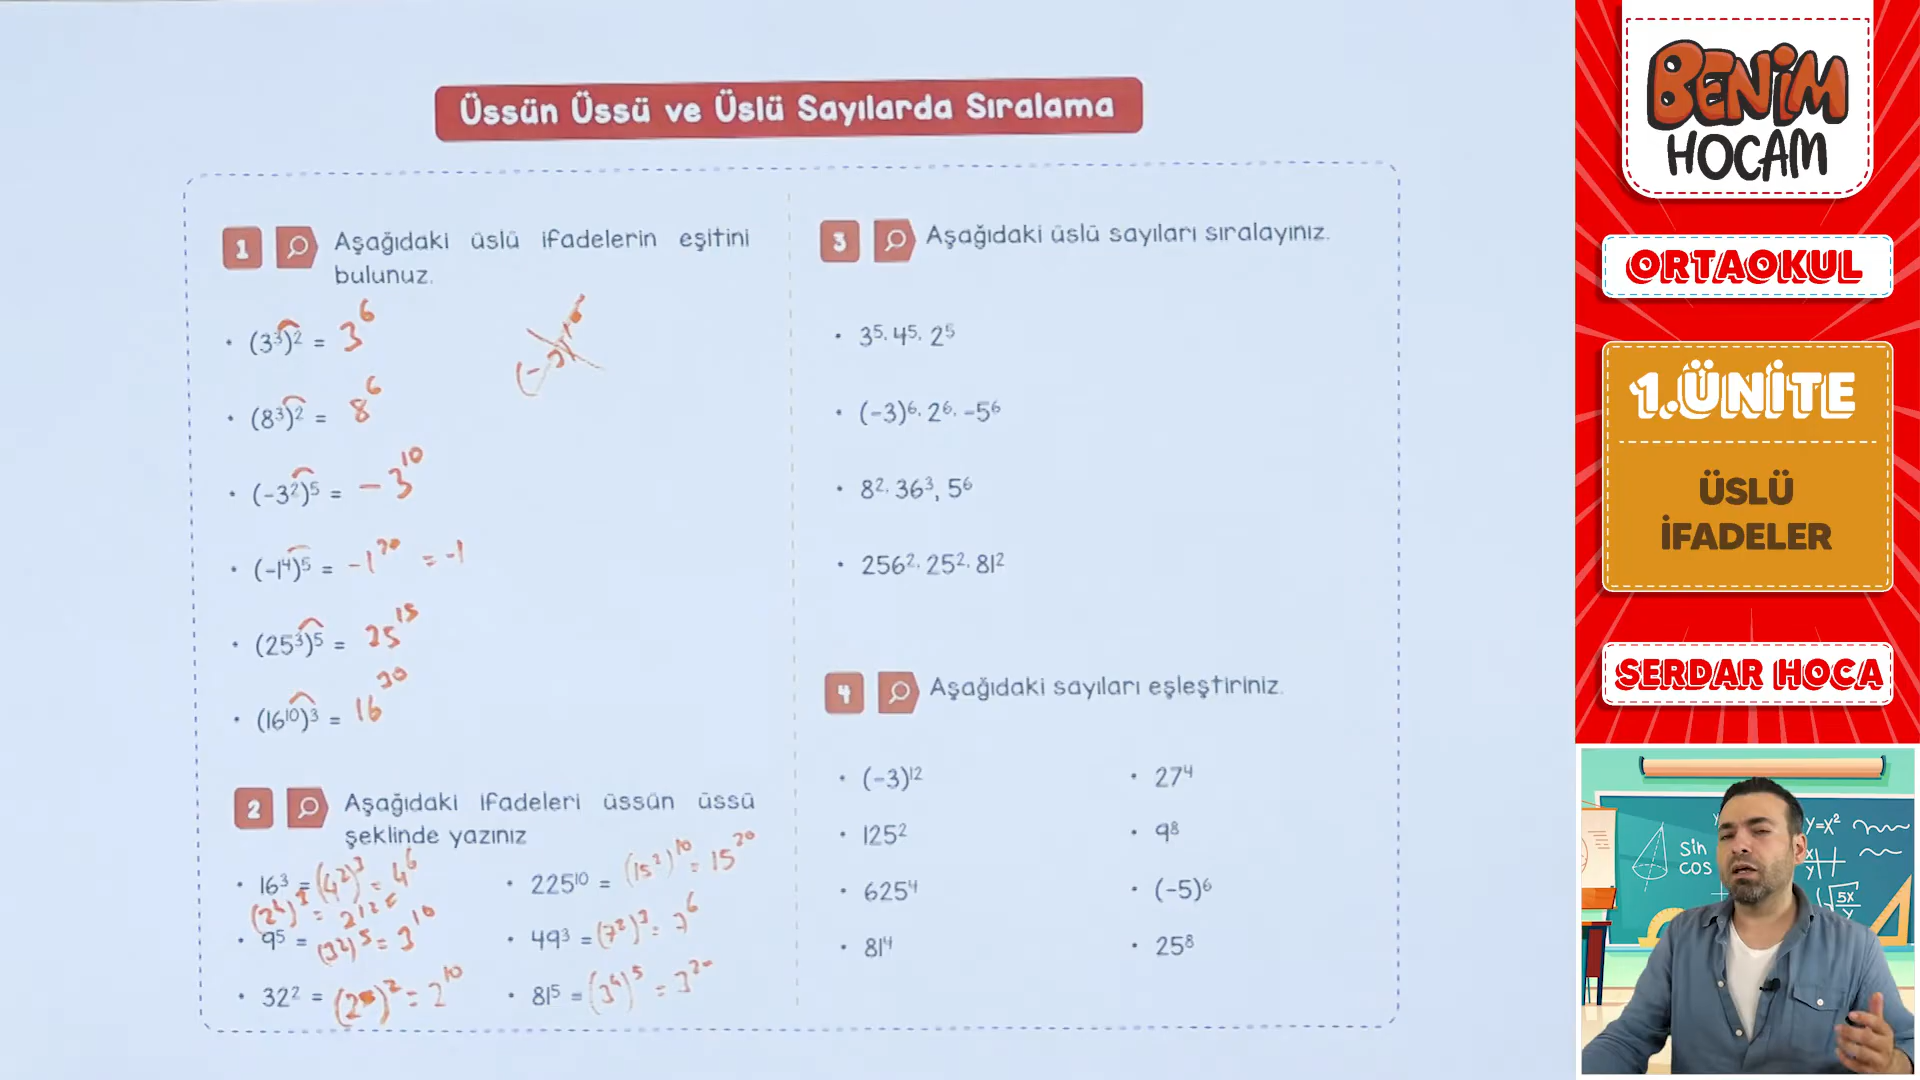 Üssün Üssü ve Üslü Sayılarda Sıralama
1 Aşağıdaki üslü ifadelerin eşitini
bulunuz.
• (3³)² = 3⁶
• (8³)² = 8⁶
• (-3²)⁵ = -3¹⁰
• (-1⁴)⁵ = -1²⁰ = -1
• (25³)⁵ = 25¹⁵
• (16¹⁰)³ = 16³⁰
2 Aşağıdaki ifadeleri üssün üssü
şeklinde yazınız
• 16³ = (4²)³ = 4⁶
• 9⁵ = (3²)⁵ = 3¹⁰
• 32² = (2⁵)² = 2¹⁰
• 225¹⁰ = (15²)¹⁰ = 15²⁰
• 49³ = (7²)³ = 7⁶
• 81⁵ = (3⁴)⁵ = 3²⁰
3 Aşağıdaki üslü sayıları sıralayınız.
• 3⁵, 4⁵, 2⁵
• (-3)⁶, 2⁶, -5⁶
• 8², 36³, 5⁶
• 256², 25², 81²
4 Aşağıdaki sayıları eşleştiriniz.
• (-3)¹² • 27⁴
• 125² • 9⁸
• 625⁴ • (-5)⁶
• 81⁴ • 25⁸
BENİM
HOCAM
ORTAOKUL
1.ÜNİTE
ÜSLÜ
İFADELER
SERDAR HOCA
sin
cos
y=x²
5x
y